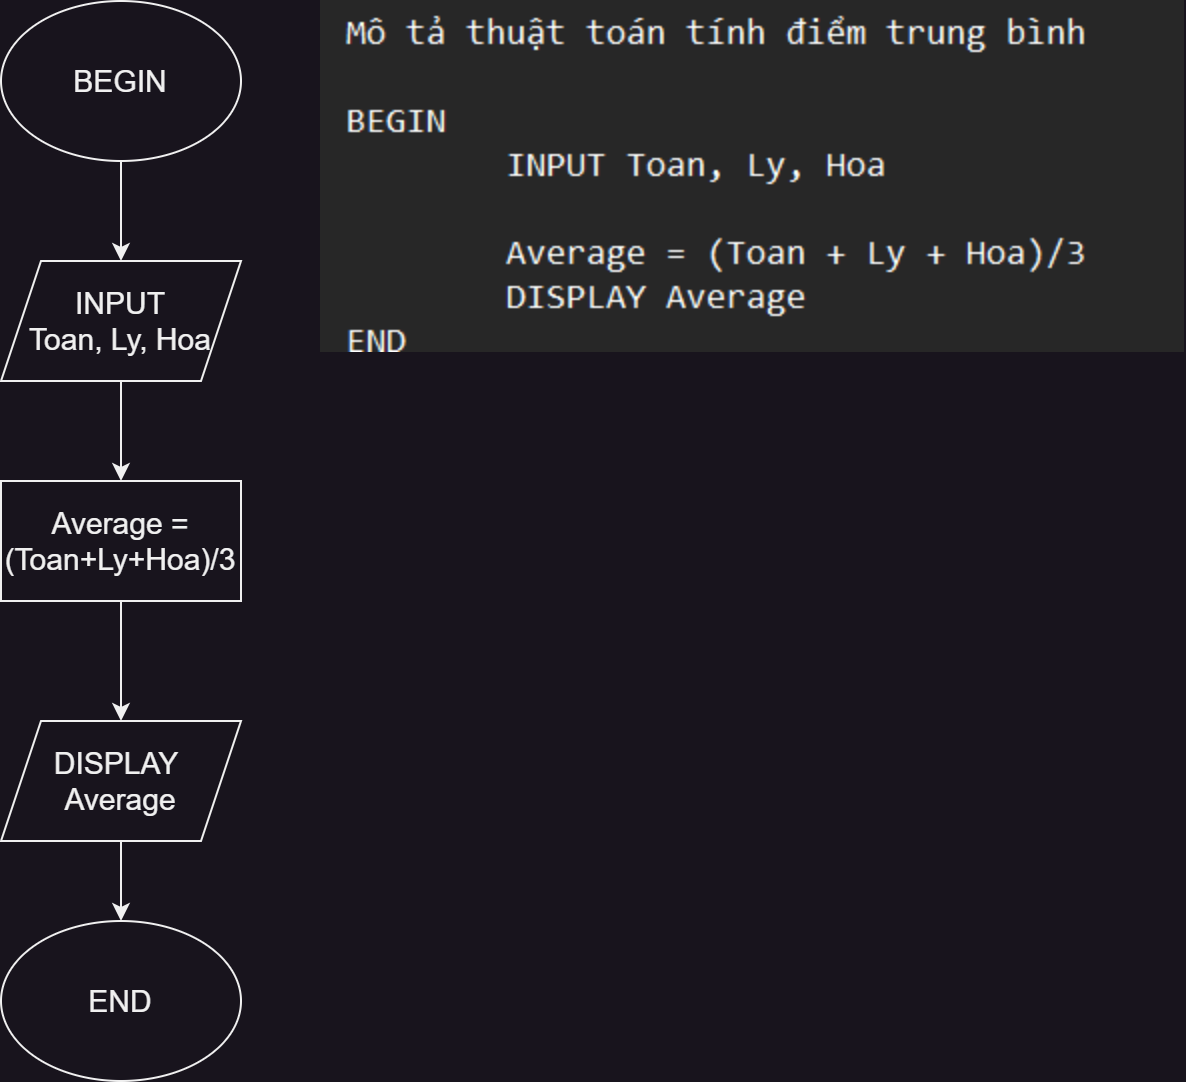 BEGIN
INPUT
Toan, Ly, Hoa
Average =
(Toan+Ly+Hoa)/3
DISPLAY
Average
END
Mô tả thuật toán tính điểm trung bình
BEGIN
INPUT Toan, Ly, Hoa
Average = (Toan + Ly + Hoa)/3
DISPLAY Average
END